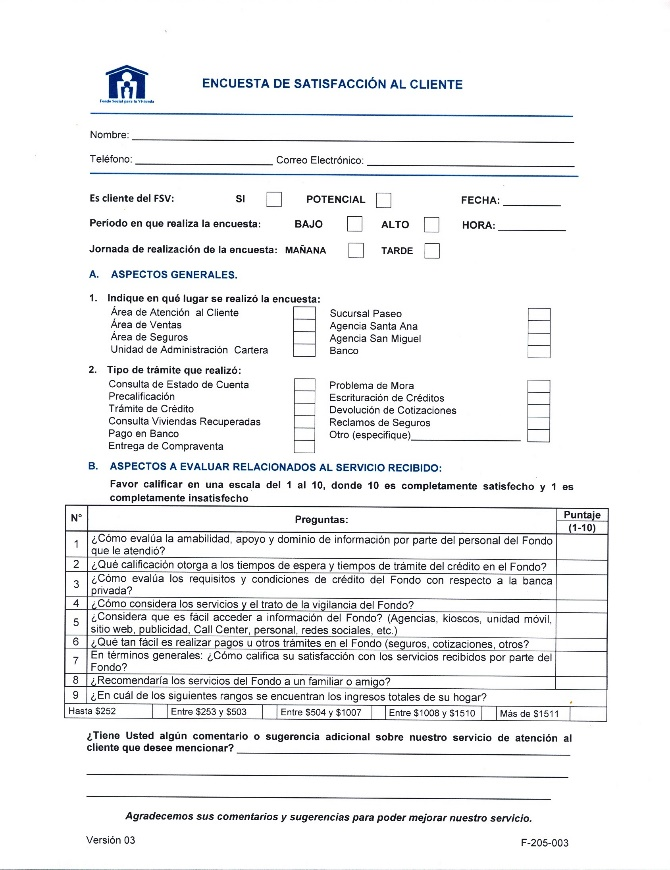 Fondo Social para la Vivienda
ENCUESTA DE SATISFACCIÓN AL CLIENTE
Nombre:
Teléfono: Correo Electrónico:
Es cliente del FSV: SI POTENCIAL FECHA:
Período en que realiza la encuesta: BAJO ALTO HORA:
Jornada de realización de la encuesta: MAÑANA TARDE
A. ASPECTOS GENERALES.
1. Indique en qué lugar se realizó la encuesta:
Área de Atención al Cliente Sucursal Paseo
Área de Ventas Agencia Santa Ana
Área de Seguros Agencia San Miguel
Unidad de Administración Cartera Banco
2. Tipo de trámite que realizó:
Consulta de Estado de Cuenta Problema de Mora
Precalificación Escrituración de Créditos
Trámite de Crédito Devolución de Cotizaciones
Consulta Viviendas Recuperadas Reclamos de Seguros
Pago en Banco Otro (especifique)
Entrega de Compraventa
B. ASPECTOS A EVALUAR RELACIONADOS AL SERVICIO RECIBIDO:
Favor calificar en una escala del 1 al 10, donde 10 es completamente satisfecho y 1 es
completamente insatisfecho
N° Preguntas: Puntaje
(1-10)
1 ¿Cómo evalúa la amabilidad, apoyo y dominio de información por parte del personal del Fondo
que le atendió?
2 ¿Qué calificación otorga a los tiempos de espera y tiempos de trámite del crédito en el Fondo?
3 ¿Cómo evalúa los requisitos y condiciones de crédito del Fondo con respecto a la banca
privada?
4 ¿Cómo considera los servicios y el trato de la vigilancia del Fondo?
5 ¿Considera que es fácil acceder a información del Fondo? (Agencias, kioscos, unidad móvil,
sitio web, publicidad, Call Center, personal, redes sociales, etc.)
6 ¿Qué tan fácil es realizar pagos u otros trámites en el Fondo (seguros, cotizaciones, otros?
7 En términos generales: ¿Cómo califica su satisfacción con los servicios recibidos por parte del
Fondo?
8 ¿Recomendaría los servicios del Fondo a un familiar o amigo?
9 ¿En cuál de los siguientes rangos se encuentran los ingresos totales de su hogar?
Hasta $252 Entre $253 y $503 Entre $504 y $1007 Entre $1008 y $1510 Más de $1511
¿Tiene Usted algún comentario o sugerencia adicional sobre nuestro servicio de atención al
cliente que desee mencionar?
Agradecemos sus comentarios y sugerencias para poder mejorar nuestro servicio.
Versión 03 F-205-003